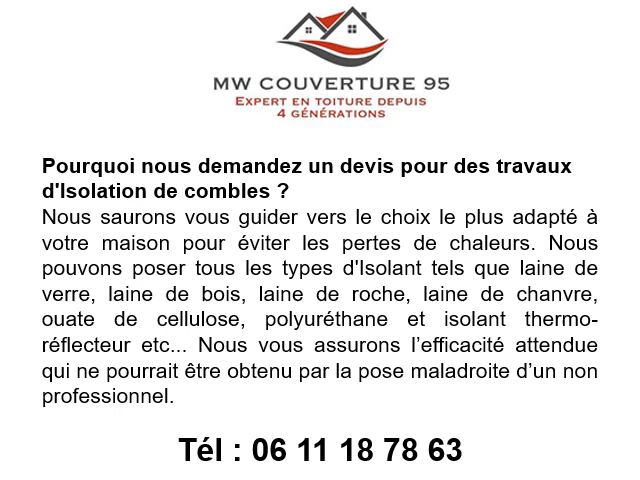 MW COUVERTURE 95
EXPERT EN TOITURE DEPUIS
4 GÉNÉRATIONS
Pourquoi nous demandez un devis pour des travaux
d'Isolation de combles ?
Nous saurons vous guider vers le choix le plus adapté à
votre maison pour éviter les pertes de chaleurs. Nous
pouvons poser tous les types d'Isolant tels que laine de
verre, laine de bois, laine de roche, laine de chanvre,
ouate de cellulose, polyuréthane et isolant thermo-
réflecteur etc... Nous vous assurons l’efficacité attendue
qui ne pourrait être obtenu par la pose maladroite d’un non
professionnel.
Tél : 06 11 18 78 63